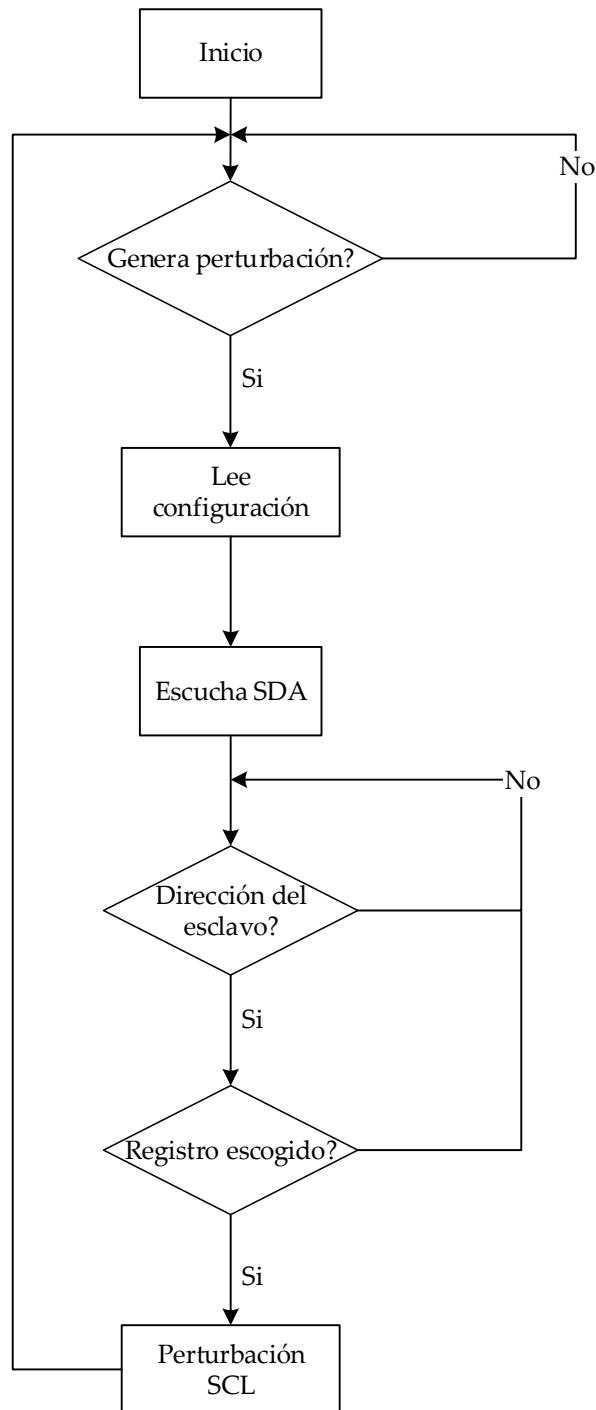 Inicio
No
Genera perturbación?
Si
Lee
configuración
Escucha SDA
No
Dirección del
esclavo?
Si
Registro escogido?
Si
Perturbación
SCL